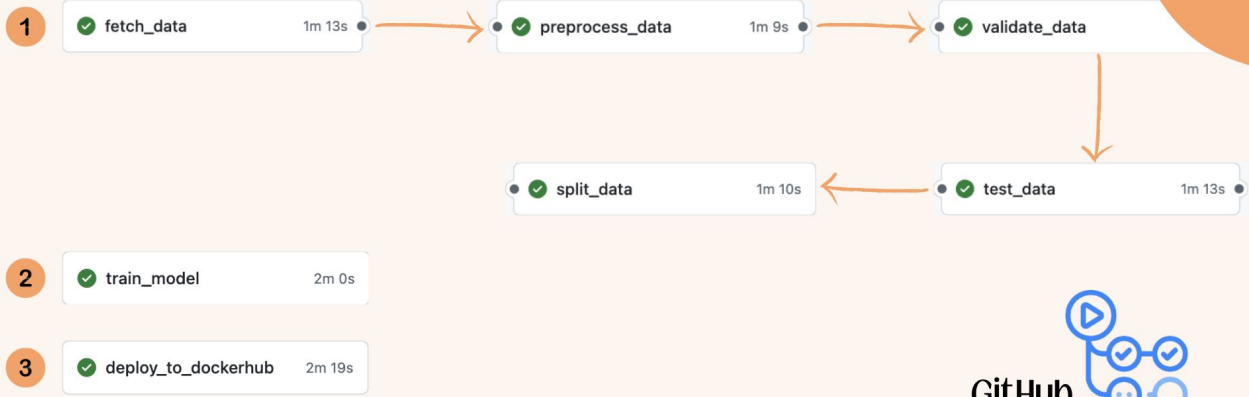 1
fetch_data 1m 13s
preprocess_data 1m 9s
validate_data
split_data 1m 10s
test_data 1m 13s
2
train_model 2m 0s
3
deploy_to_dockerhub 2m 19s
GitHub